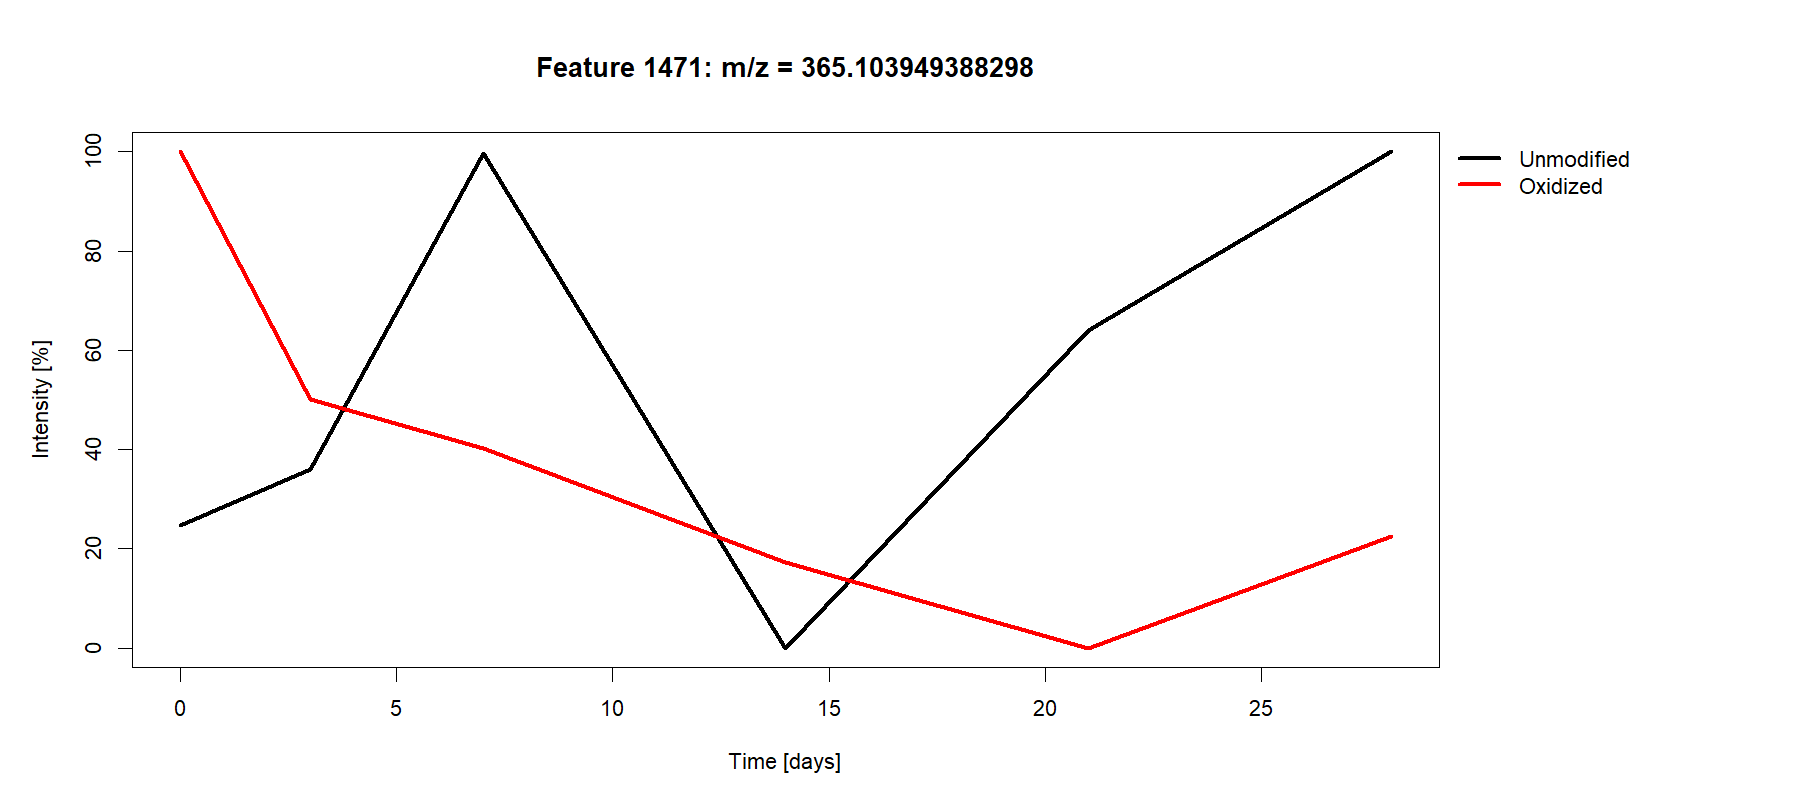 Feature 1471: m/z = 365.103949388298
Unmodified
Oxidized
Intensity [%]
100
80
60
40
20
0
0 5 10 15 20 25
Time [days]